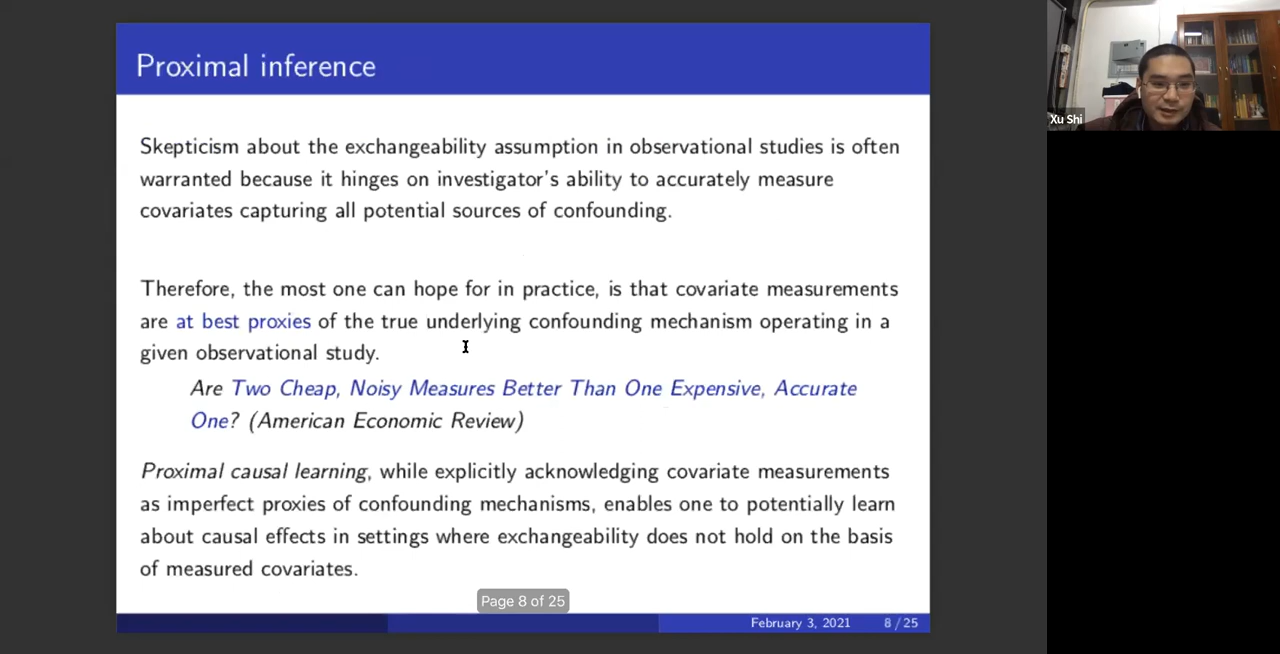 Proximal inference
Skepticism about the exchangeability assumption in observational studies is often
warranted because it hinges on investigator's ability to accurately measure
covariates capturing all potential sources of confounding.
Therefore, the most one can hope for in practice, is that covariate measurements
are at best proxies of the true underlying confounding mechanism operating in a
given observational study.
Are Two Cheap, Noisy Measures Better Than One Expensive, Accurate
One? (American Economic Review)
Proximal causal learning, while explicitly acknowledging covariate measurements
as imperfect proxies of confounding mechanisms, enables one to potentially learn
about causal effects in settings where exchangeability does not hold on the basis
of measured covariates.
Page 8 of 25
February 3, 2021 8 / 25
Xu Shi